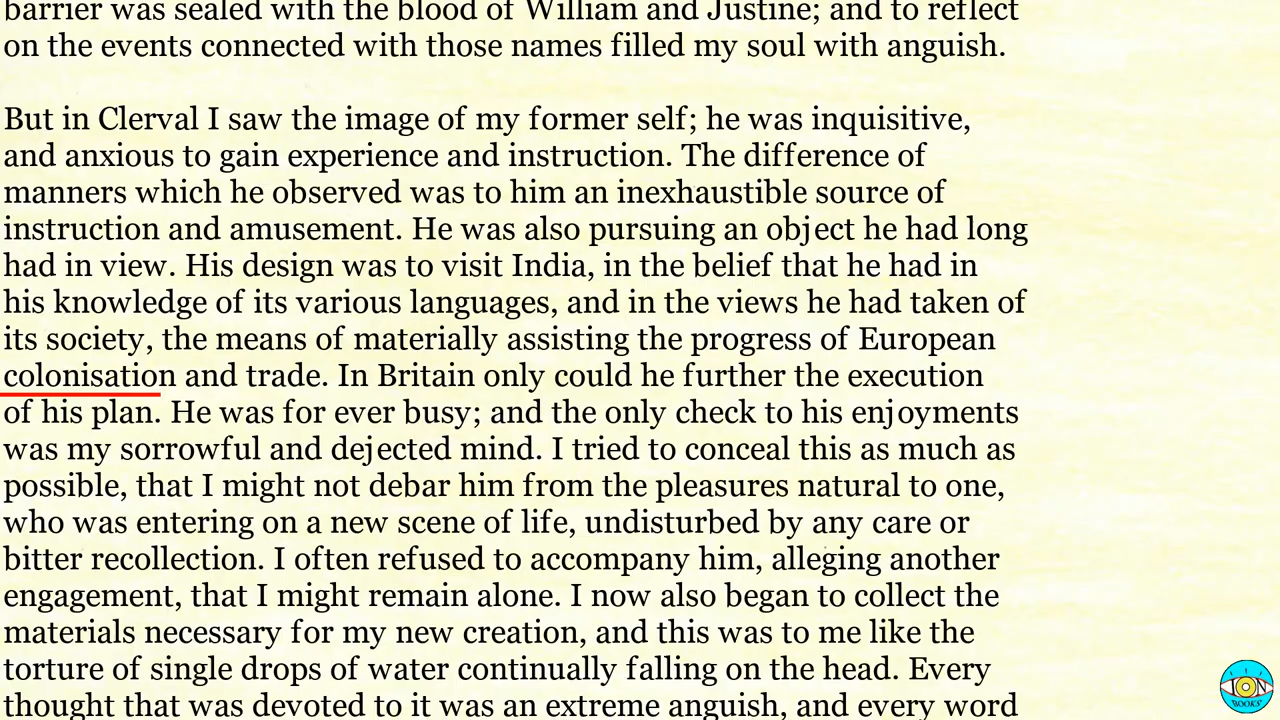 barrier was sealed with the blood of William and Justine; and to reflect
on the events connected with those names filled my soul with anguish.
But in Clerval I saw the image of my former self; he was inquisitive,
and anxious to gain experience and instruction. The difference of
manners which he observed was to him an inexhaustible source of
instruction and amusement. He was also pursuing an object he had long
had in view. His design was to visit India, in the belief that he had in
his knowledge of its various languages, and in the views he had taken of
its society, the means of materially assisting the progress of European
colonisation and trade. In Britain only could he further the execution
of his plan. He was for ever busy; and the only check to his enjoyments
was my sorrowful and dejected mind. I tried to conceal this as much as
possible, that I might not debar him from the pleasures natural to one,
who was entering on a new scene of life, undisturbed by any care or
bitter recollection. I often refused to accompany him, alleging another
engagement, that I might remain alone. I now also began to collect the
materials necessary for my new creation, and this was to me like the
torture of single drops of water continually falling on the head. Every
thought that was devoted to it was an extreme anguish, and every word
ION
BOOKS